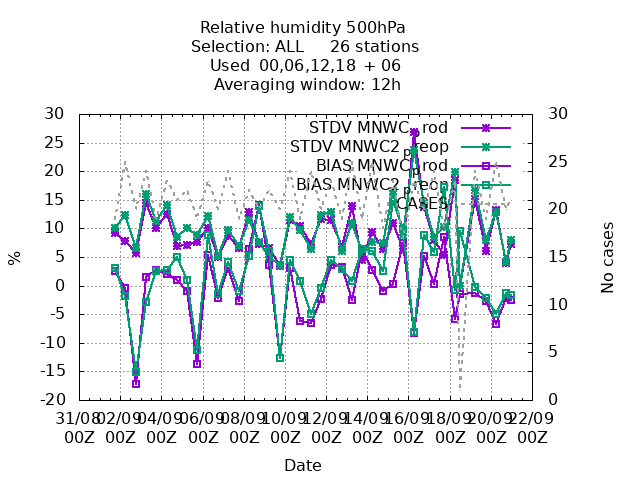 Relative humidity 500hPa
Selection: ALL     26 stations
Used  00,06,12,18  + 06
Averaging window: 12h
STDV MNWC_prod
STDV MNWC2_preop
BIAS MNWC_prod
BIAS MNWC2_preop
CASES
%
30
25
20
15
10
5
0
-5
-10
-15
-20
No cases
30
25
20
15
10
5
0
31/08 02/09 04/09 06/09 08/09 10/09 12/09 14/09 16/09 18/09 20/09 22/09
00Z 00Z 00Z 00Z 00Z 00Z 00Z 00Z 00Z 00Z 00Z 00Z
Date